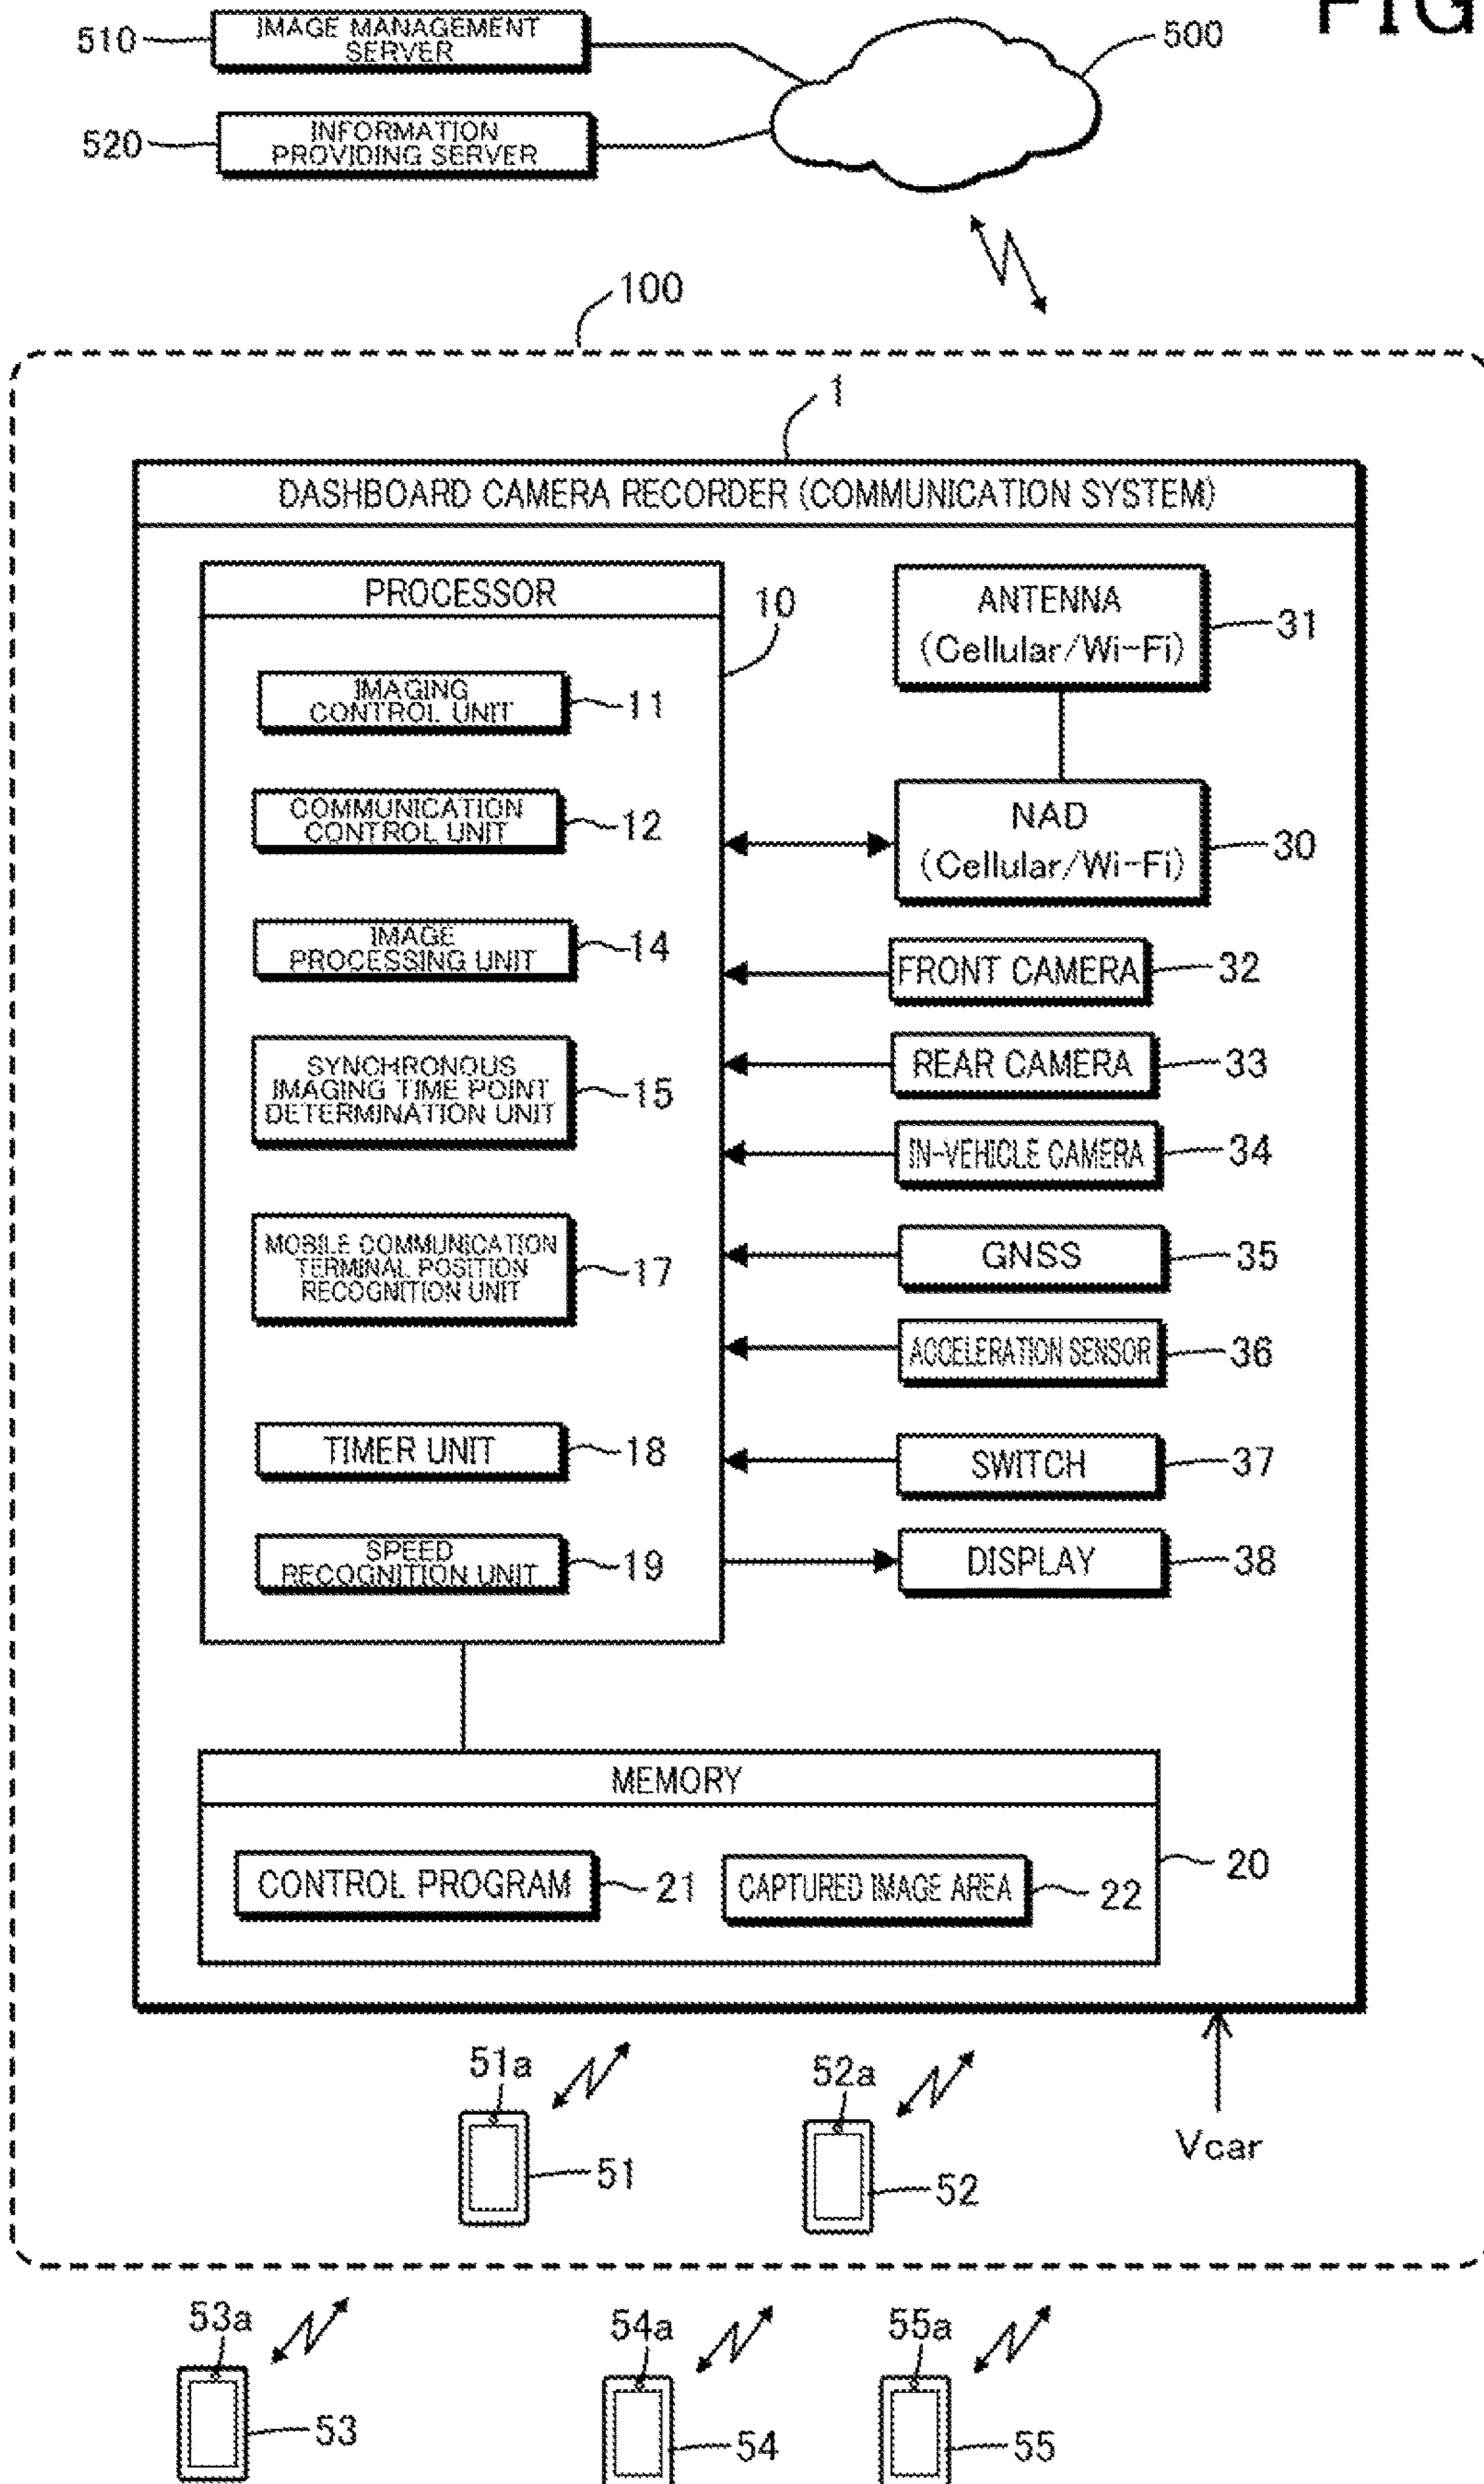 FIG
510
IMAGE MANAGEMENT
SERVER
500
520
INFORMATION
PROVIDING SERVER
100
1
DASHBOARD CAMERA RECORDER (COMMUNICATION SYSTEM)
PROCESSOR
10
ANTENNA
(Cellular/Wi-Fi)
31
IMAGING
CONTROL UNIT
11
COMMUNICATION
CONTROL UNIT
12
NAD
(Cellular/Wi-Fi)
30
IMAGE
PROCESSING UNIT
14
FRONT CAMERA
32
SYNCHRONOUS
IMAGING TIME POINT
DETERMINATION UNIT
15
REAR CAMERA
33
IN-VEHICLE CAMERA
34
MOBILE COMMUNICATION
TERMINAL POSITION
RECOGNITION UNIT
17
GNSS
35
ACCELERATION SENSOR
36
TIMER UNIT
18
SWITCH
37
SPEED
RECOGNITION UNIT
19
DISPLAY
38
MEMORY
CONTROL PROGRAM
21
CAPTURED IMAGE AREA
22
20
51a
52a
Vcar
51
52
53a
54a
55a
53
54
55